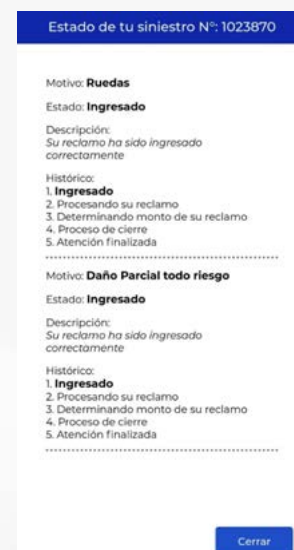 Estado de tu siniestro N°: 1023870
Motivo: Ruedas
Estado: Ingresado
Descripción:
Su reclamo ha sido ingresado
correctamente
Histórico:
1. Ingresado
2. Procesando su reclamo
3. Determinando monto de su reclamo
4. Proceso de cierre
5. Atención finalizada
Motivo: Daño Parcial todo riesgo
Estado: Ingresado
Descripción:
Su reclamo ha sido ingresado
correctamente
Histórico:
1. Ingresado
2. Procesando su reclamo
3. Determinando monto de su reclamo
4. Proceso de cierre
5. Atención finalizada
Cerrar